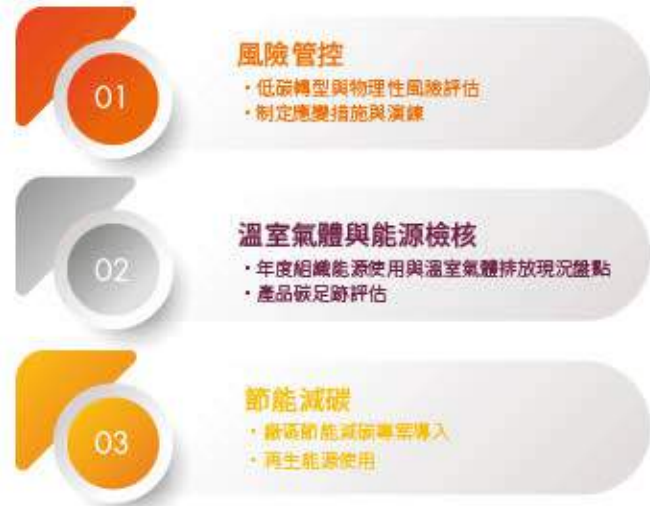 01
風險管控
・低碳轉型與物理性風險評估
・制定應變措施與演練
02
溫室氣體與能源檢核
・年度組織能源使用與溫室氣體排放現況盤點
・產品碳足跡評估
03
節能減碳
・廠區節能減碳專案導入
・再生能源使用